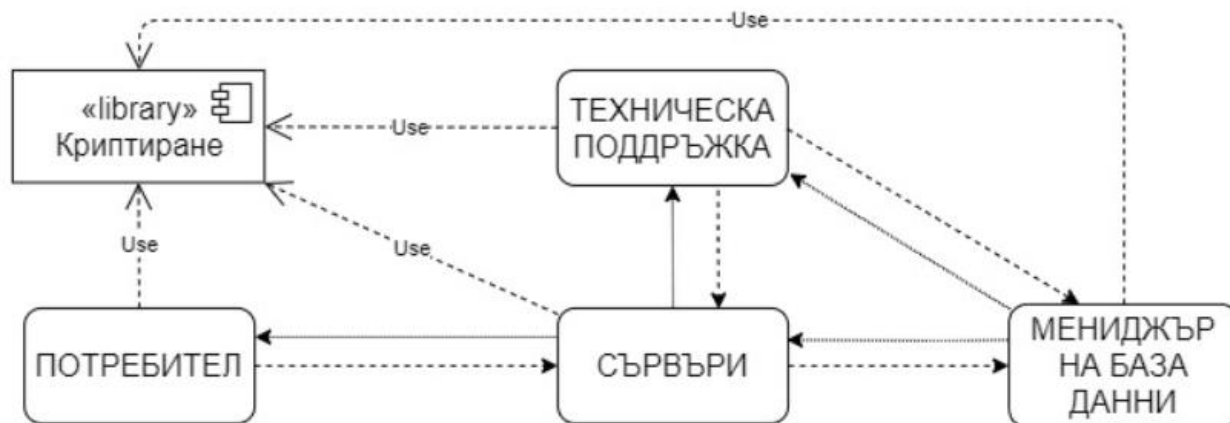 Use
«library»
Криптиране
ТЕХНИЧЕСКА
ПОДДРЪЖКА
Use
Use
Use
ПОТРЕБИТЕЛ
СЪРВЪРИ
МЕНИДЖЪР
НА БАЗА
ДАННИ